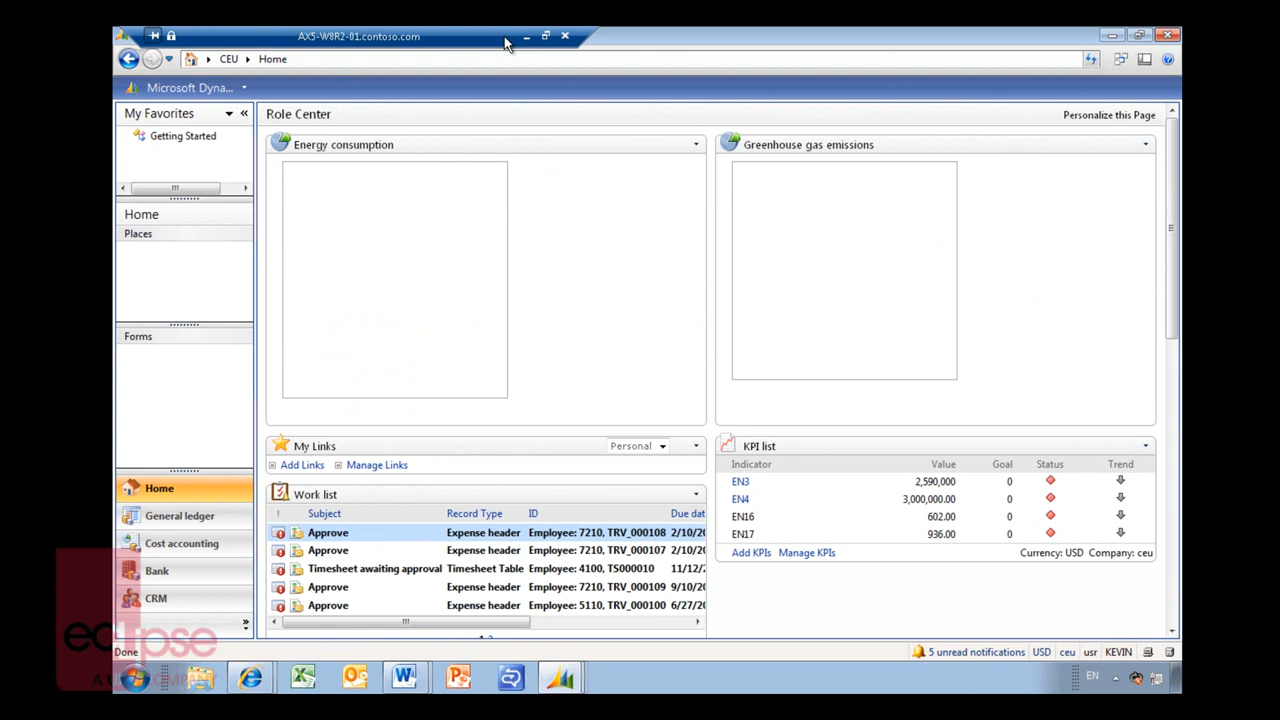 AX5-W8R2-01.contoso.com
CEU Home
Microsoft Dyna...
My Favorites
Getting Started
Home
Places
Forms
Home
General ledger
Cost accounting
Bank
CRM
Role Center
Personalize this Page
Energy consumption
Greenhouse gas emissions
My Links
Personal
Add Links Manage Links
Work list
! Subject Record Type ID Due dat
Approve Expense header Employee: 7210, TRV_000108 2/10/20
Approve Expense header Employee: 7210, TRV_000107 2/10/20
Timesheet awaiting approval Timesheet Table Employee: 4100, TS000010 11/12/
Approve Expense header Employee: 7210, TRV_000109 9/10/20
Approve Expense header Employee: 5110, TRV_000100 6/27/20
KPI list
Indicator Value Goal Status Trend
EN3 2,590,000 0
EN4 3,000,000.00 0
EN16 602.00 0
EN17 936.00 0
Add KPIs Manage KPIs Currency: USD Company: ceu
Done
5 unread notifications USD ceu usr KEVIN
EN
eclipse